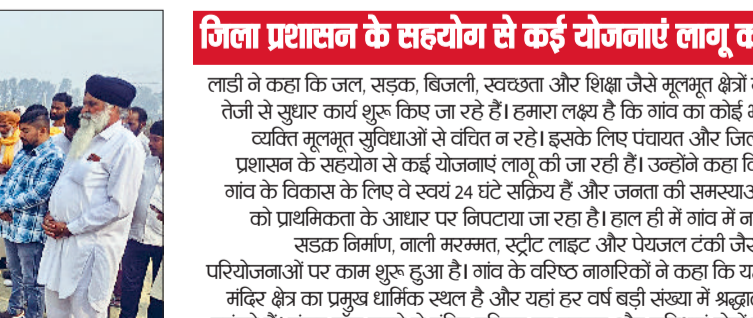 जिला प्रशासन के सहयोग से कई योजनाएं लागू
लाडी ने कहा कि जल, सड़क, बिजली, स्वच्छता और शिक्षा जैसे मूलभूत क्षेत्रों
तेजी से सुधार कार्य शुरू किए जा रहे हैं। हमारा लक्ष्य है कि गांव का कोई
व्यक्ति मूलभूत सुविधाओं से वंचित न रहे। इसके लिए पंचायत और
प्रशासन के सहयोग से कई योजनाएं लागू की जा रही हैं। उन्होंने कहा
गांव के विकास के लिए वे स्वयं 24 घंटे सक्रिय हैं और जनता की
को प्राथमिकता के आधार पर निपटाया जा रहा है। हाल ही में गांव में
सडक़ निर्माण, नाली मरम्मत, स्ट्रीट लाइट और पेयजल टंकी
परियोजनाओं पर काम शुरू हुआ है। गांव के वरिष्ठ नागरिकों ने कहा कि
मंदिर क्षेत्र का प्रमुख धार्मिक स्थल है और यहां हर वर्ष बड़ी संख्या में